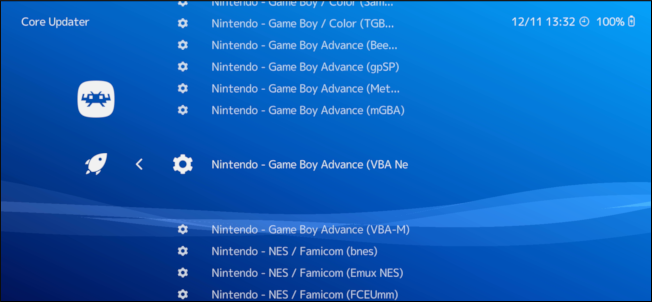 Core Updater
12/11 13:32 100%
Nintendo - Game Boy / Color (Sam...
Nintendo - Game Boy / Color (TGB...
Nintendo - Game Boy Advance (Bee...
Nintendo - Game Boy Advance (gpSP)
Nintendo - Game Boy Advance (Met...
Nintendo - Game Boy Advance (mGBA)
Nintendo - Game Boy Advance (VBA Ne
Nintendo - Game Boy Advance (VBA-M)
Nintendo - NES / Famicom (bnes)
Nintendo - NES / Famicom (Emux NES)
Nintendo - NES / Famicom (FCEUmm)